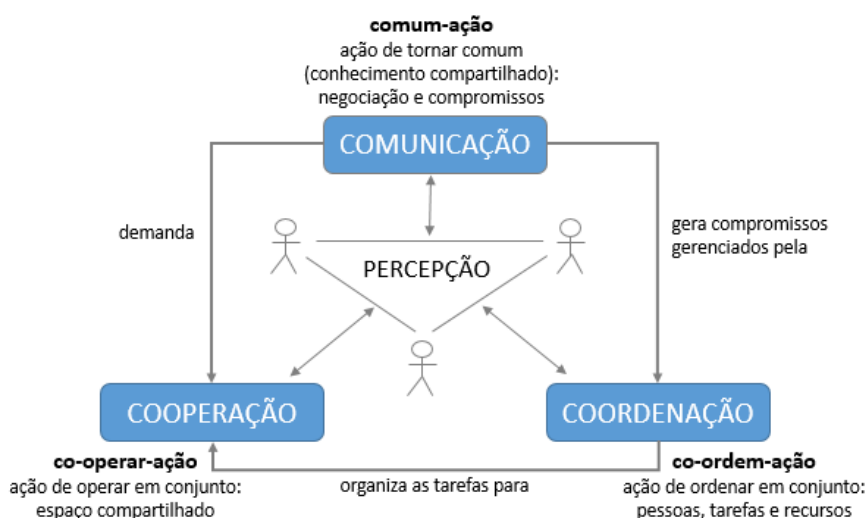 comum-ação
ação de tornar comum
(conhecimento compartilhado):
negociação e compromissos
COMUNICAÇÃO
demanda
gera compromissos
gerenciados pela
PERCEPÇÃO
COOPERAÇÃO
COORDENAÇÃO
co-operar-ação
ação de operar em conjunto:
espaço compartilhado
organiza as tarefas para
co-ordem-ação
ação de ordenar em conjunto:
pessoas, tarefas e recursos